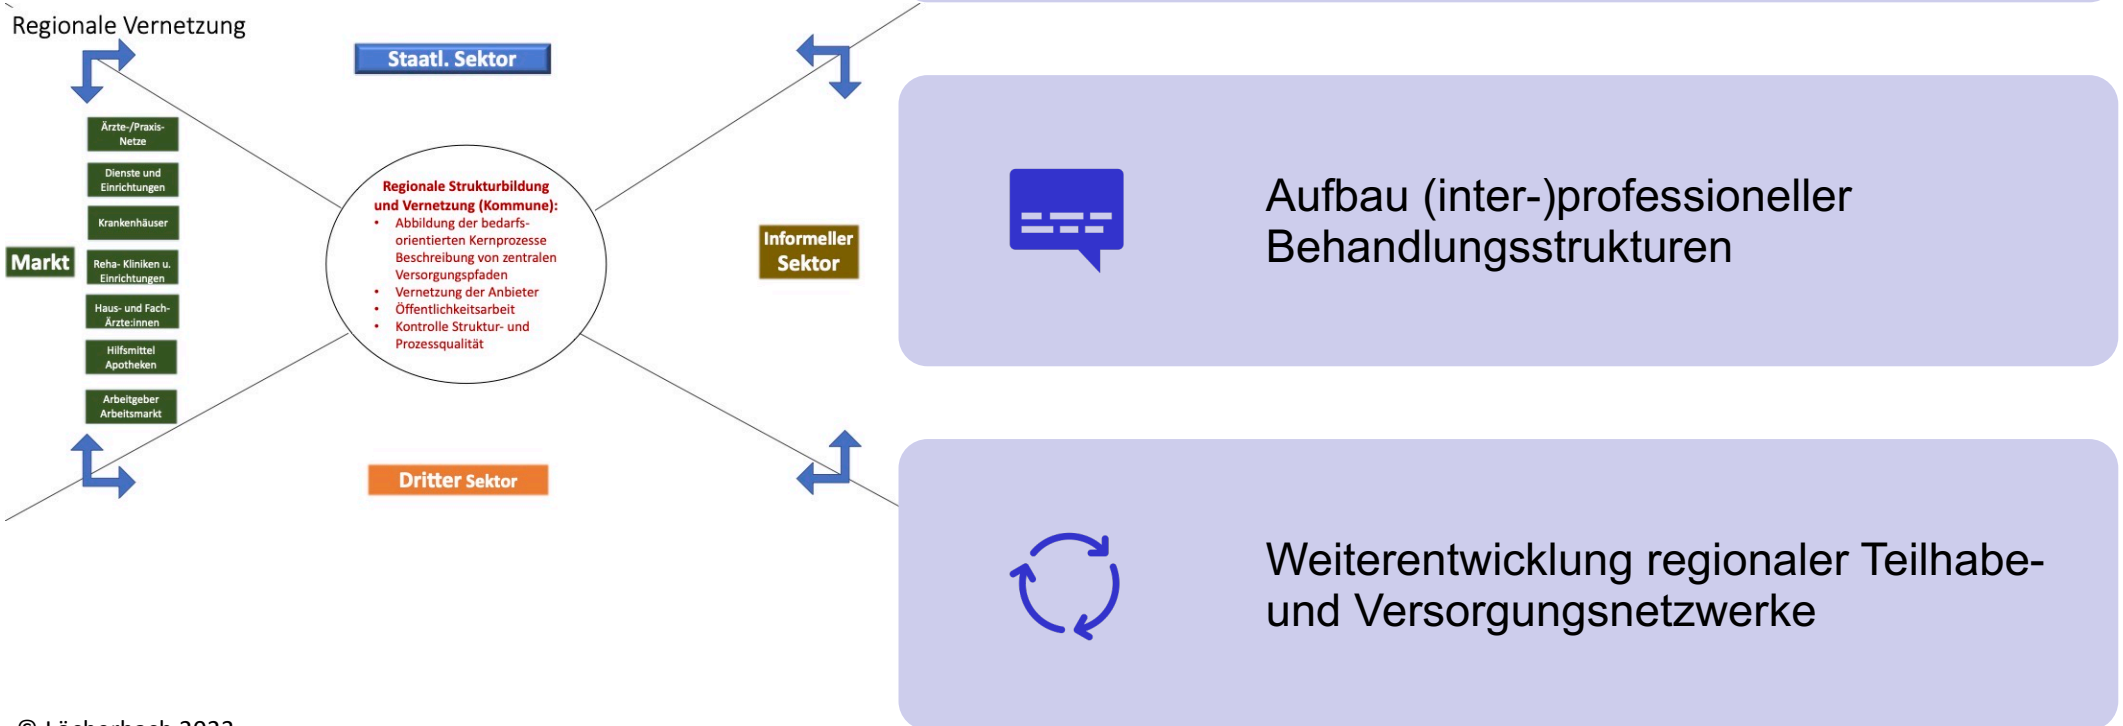 Regionale Vernetzung
Staatl. Sektor
Ärzte-/Praxis-
Netze
Dienste und
Einrichtungen
Krankenhäuser
Markt
Reha- Kliniken u.
Einrichtungen
Haus- und Fach-
Ärzte:innen
Hilfsmittel
Apotheken
Arbeitgeber
Arbeitsmarkt
Regionale Strukturbildung
und Vernetzung (Kommune):
• Abbildung der bedarfs-
orientierten Kernprozesse
Beschreibung von zentralen
Versorgungspfaden
• Vernetzung der Anbieter
• Öffentlichkeitsarbeit
• Kontrolle Struktur- und
Prozessqualität
Informeller
Sektor
Dritter Sektor
Aufbau (inter-)professioneller
Behandlungsstrukturen
Weiterentwicklung regionaler Teilhabe-
und Versorgungsnetzwerke